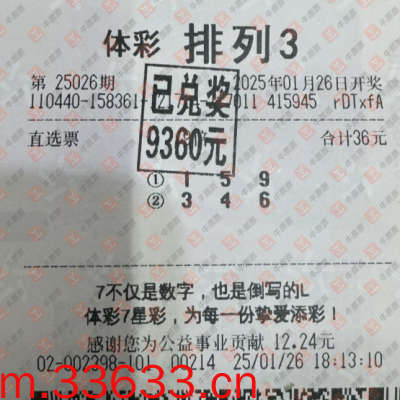 体彩 排列3
第 25026期 2025年01月26日开奖
110440-158361- 7011 415945 rDTxfA
已兑奖
直选票 合计36元
9360元
① 1 5 9
② 3 4 6
7不仅是数字，也是倒写的L
体彩7星彩，为每一份挚爱添彩！
感谢您为公益事业贡献 12.24元
02-002398-101 00214 25/01/26 18:13:10
m.33633.cn